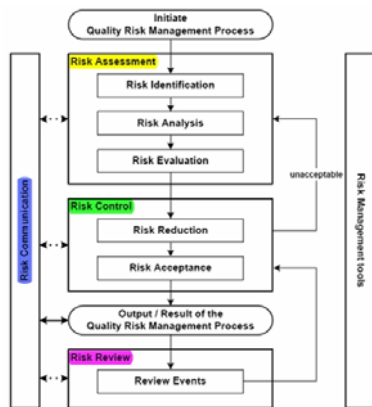 Initiate
Quality Risk Management Process
Risk Assessment
Risk Identification
Risk Analysis
Risk Evaluation
unacceptable
Risk Control
Risk Reduction
Risk Acceptance
Output / Result of the
Quality Risk Management Process
Risk Review
Review Events
Risk Communication
Risk Management tools